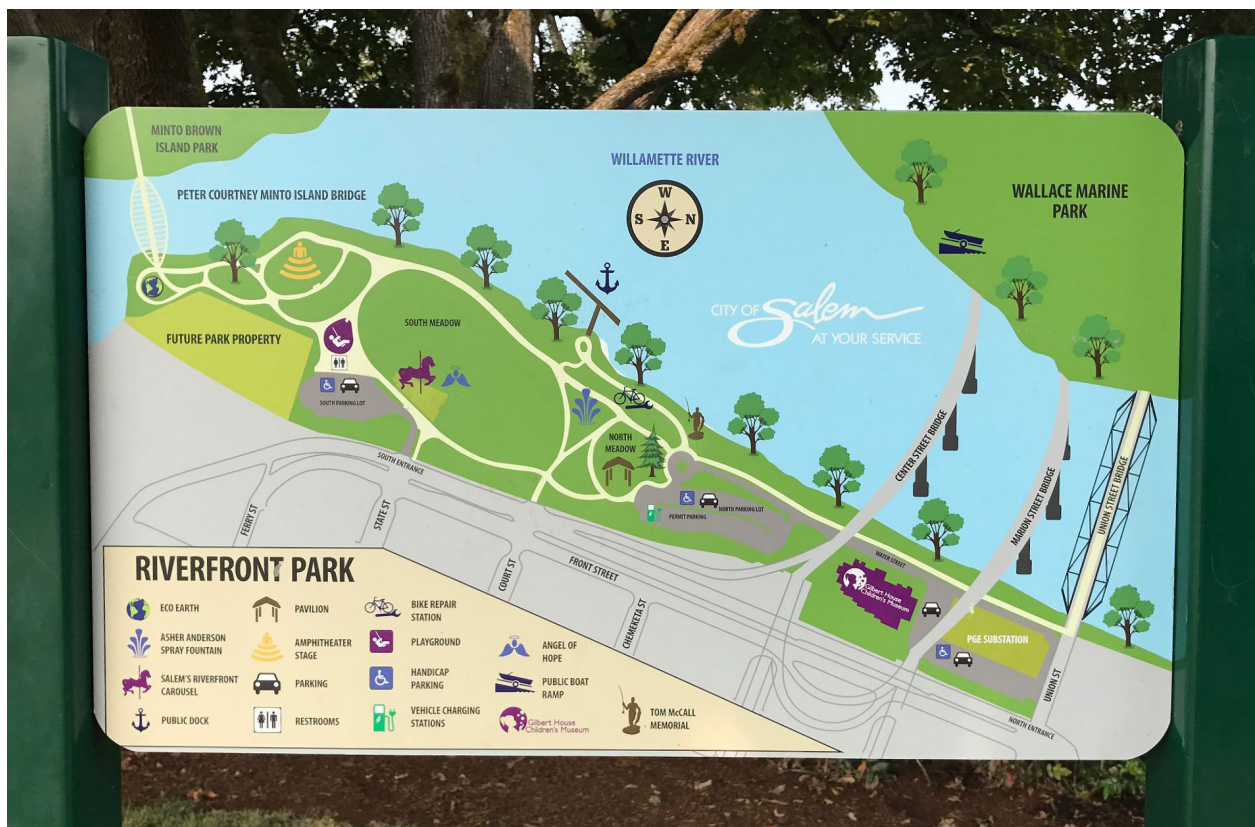 MINTO BROWN
ISLAND PARK
PETER COURTNEY MINTO ISLAND BRIDGE
WILLAMETTE RIVER
W
S N
E
WALLACE MARINE
PARK
CITY OF Salem
AT YOUR SERVICE
FUTURE PARK PROPERTY
SOUTH MEADOW
SOUTH PARKING LOT
SOUTH ENTRANCE
NORTH
MEADOW
NORTH PARKING LOT
PERMIT PARKING
CENTER STREET BRIDGE
MARION STREET BRIDGE
UNION STREET BRIDGE
WATER STREET
Gilbert House
Children's Museum
PGE SUBSTATION
FERRY ST
STATE ST
COURT ST
FRONT STREET
CHEMEKETA ST
UNION ST
NORTH ENTRANCE
RIVERFRONT PARK
ECO EARTH
ASHER ANDERSON
SPRAY FOUNTAIN
SALEM'S RIVERFRONT
CAROUSEL
PUBLIC DOCK
PAVILION
AMPHITHEATER
STAGE
PARKING
RESTROOMS
BIKE REPAIR
STATION
PLAYGROUND
HANDICAP
PARKING
VEHICLE CHARGING
STATIONS
ANGEL OF
HOPE
PUBLIC BOAT
RAMP
Gilbert House
Children's Museum
TOM McCALL
MEMORIAL